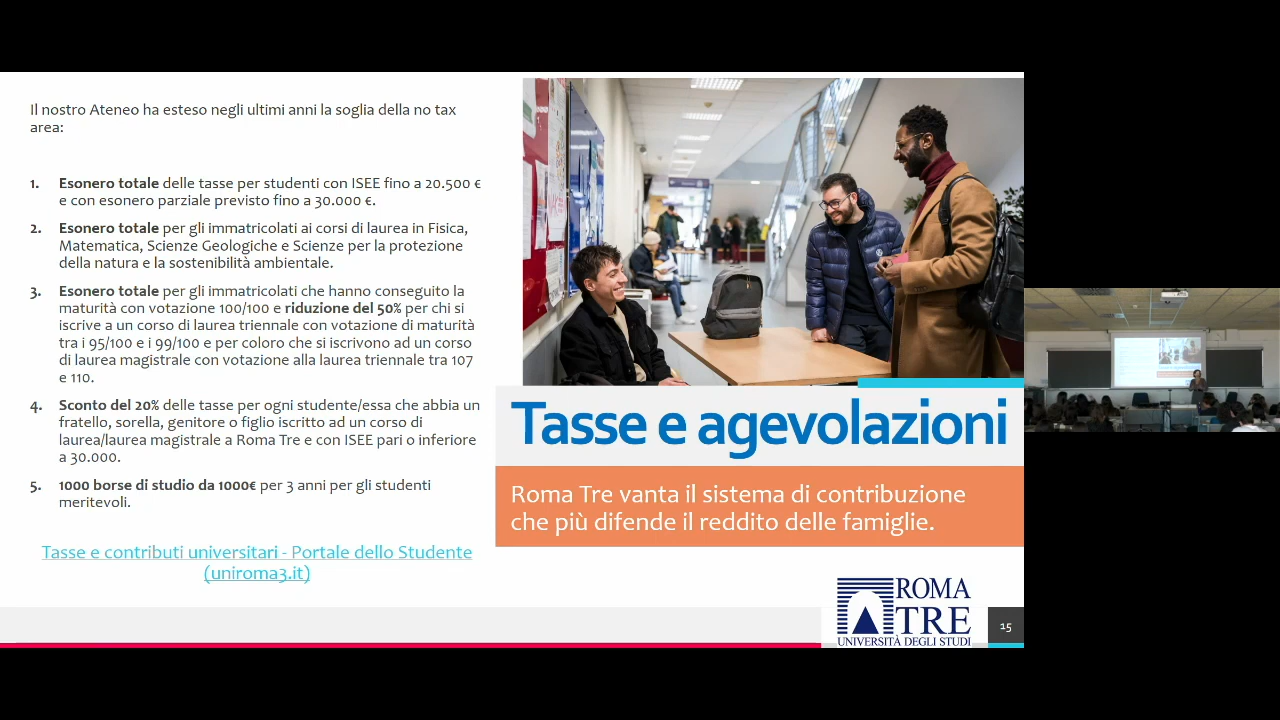 Il nostro Ateneo ha esteso negli ultimi anni la soglia della no tax
area:
1. Esonero totale delle tasse per studenti con ISEE fino a 20.500 €
e con esonero parziale previsto fino a 30.000 €.
2. Esonero totale per gli immatricolati ai corsi di laurea in Fisica,
Matematica, Scienze Geologiche e Scienze per la protezione
della natura e la sostenibilità ambientale.
3. Esonero totale per gli immatricolati che hanno conseguito la
maturità con votazione 100/100 e riduzione del 50% per chi si
iscrive a un corso di laurea triennale con votazione di maturità
tra i 95/100 e i 99/100 e per coloro che si iscrivono ad un corso
di laurea magistrale con votazione alla laurea triennale tra 107
e 110.
4. Sconto del 20% delle tasse per ogni studente/essa che abbia un
fratello, sorella, genitore o figlio iscritto ad un corso di
laurea/laurea magistrale a Roma Tre e con ISEE pari o inferiore
a 30.000.
5. 1000 borse di studio da 1000€ per 3 anni per gli studenti
meritevoli.
Tasse e contributi universitari - Portale dello Studente
(uniroma3.it)
Tasse e agevolazioni
Roma Tre vanta il sistema di contribuzione
che più difende il reddito delle famiglie.
ROMA
TRE
UNIVERSITÀ DEGLI STUDI
15